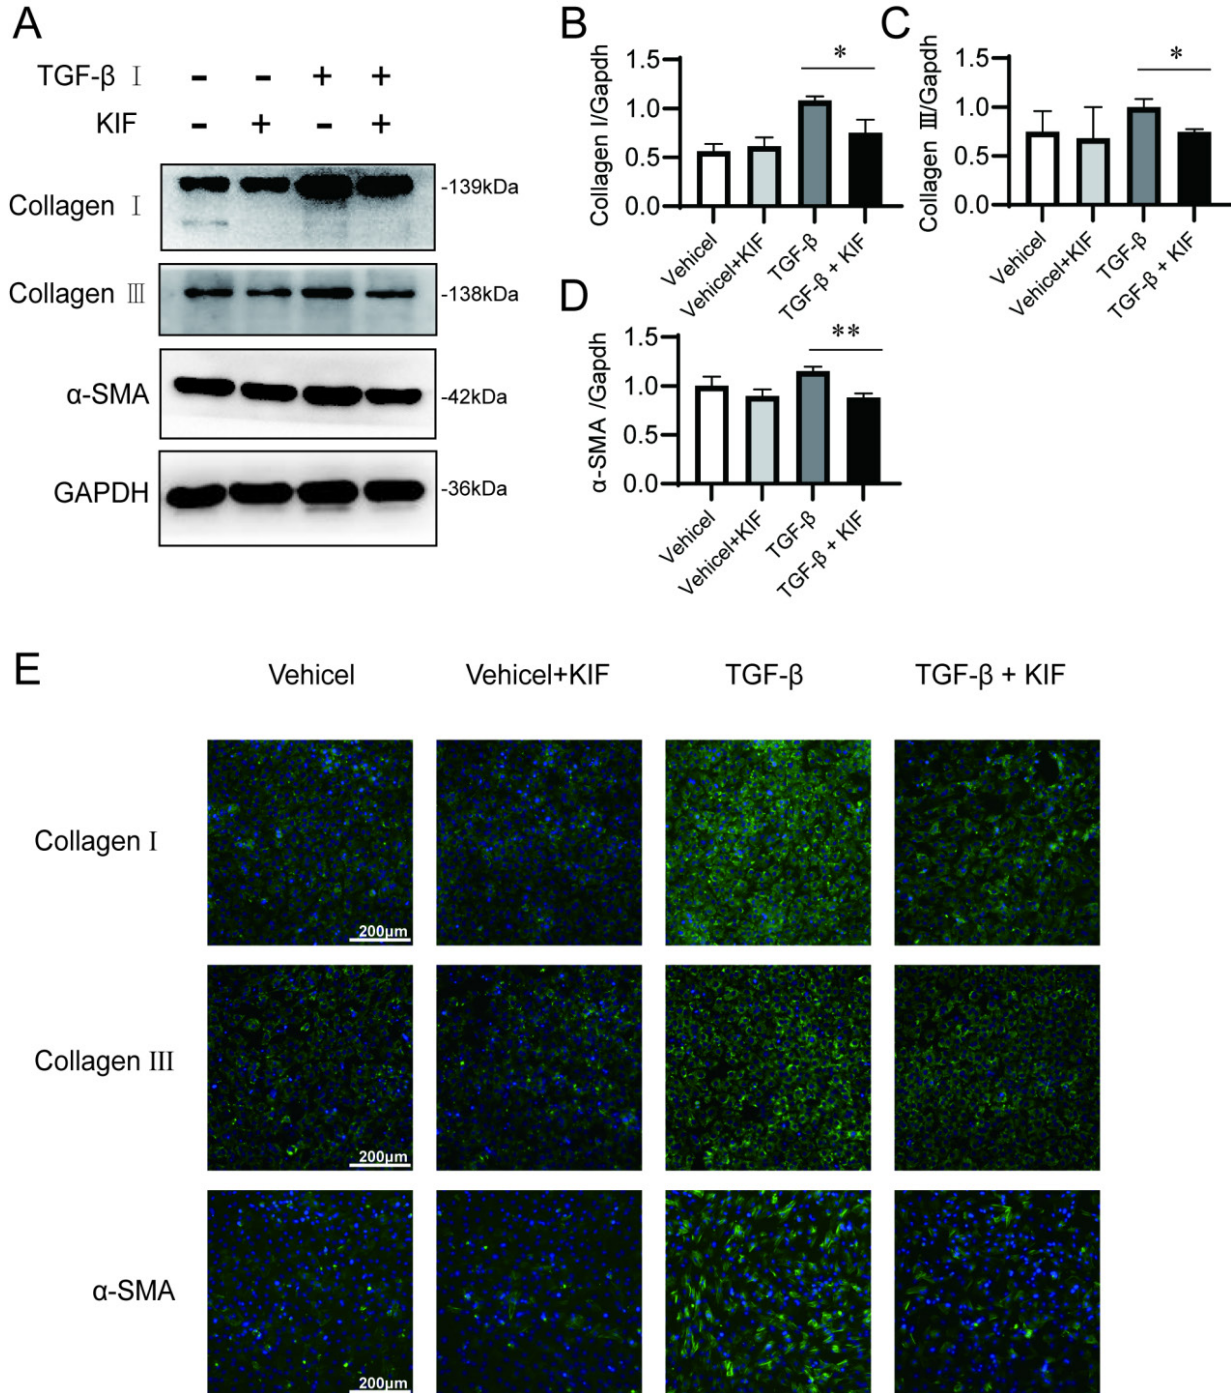 A
TGF-β Ⅰ - - + +
KIF - + - +
Collagen Ⅰ -139kDa
Collagen Ⅲ -138kDa
α-SMA -42kDa
GAPDH -36kDa
B
Collagen Ⅰ/Gapdh
1.5
1.0
0.5
0.0
*
Vehicel
Vehicel+KIF
TGF-β
TGF-β + KIF
C
Collagen Ⅲ/Gapdh
1.5
1.0
0.5
0.0
*
Vehicel
Vehicel+KIF
TGF-β
TGF-β + KIF
D
α-SMA /Gapdh
1.5
1.0
0.5
0.0
**
Vehicel
Vehicel+KIF
TGF-β
TGF-β + KIF
E
Vehicel Vehicel+KIF TGF-β TGF-β + KIF
Collagen Ⅰ
200μm
Collagen Ⅲ
200μm
α-SMA
200μm